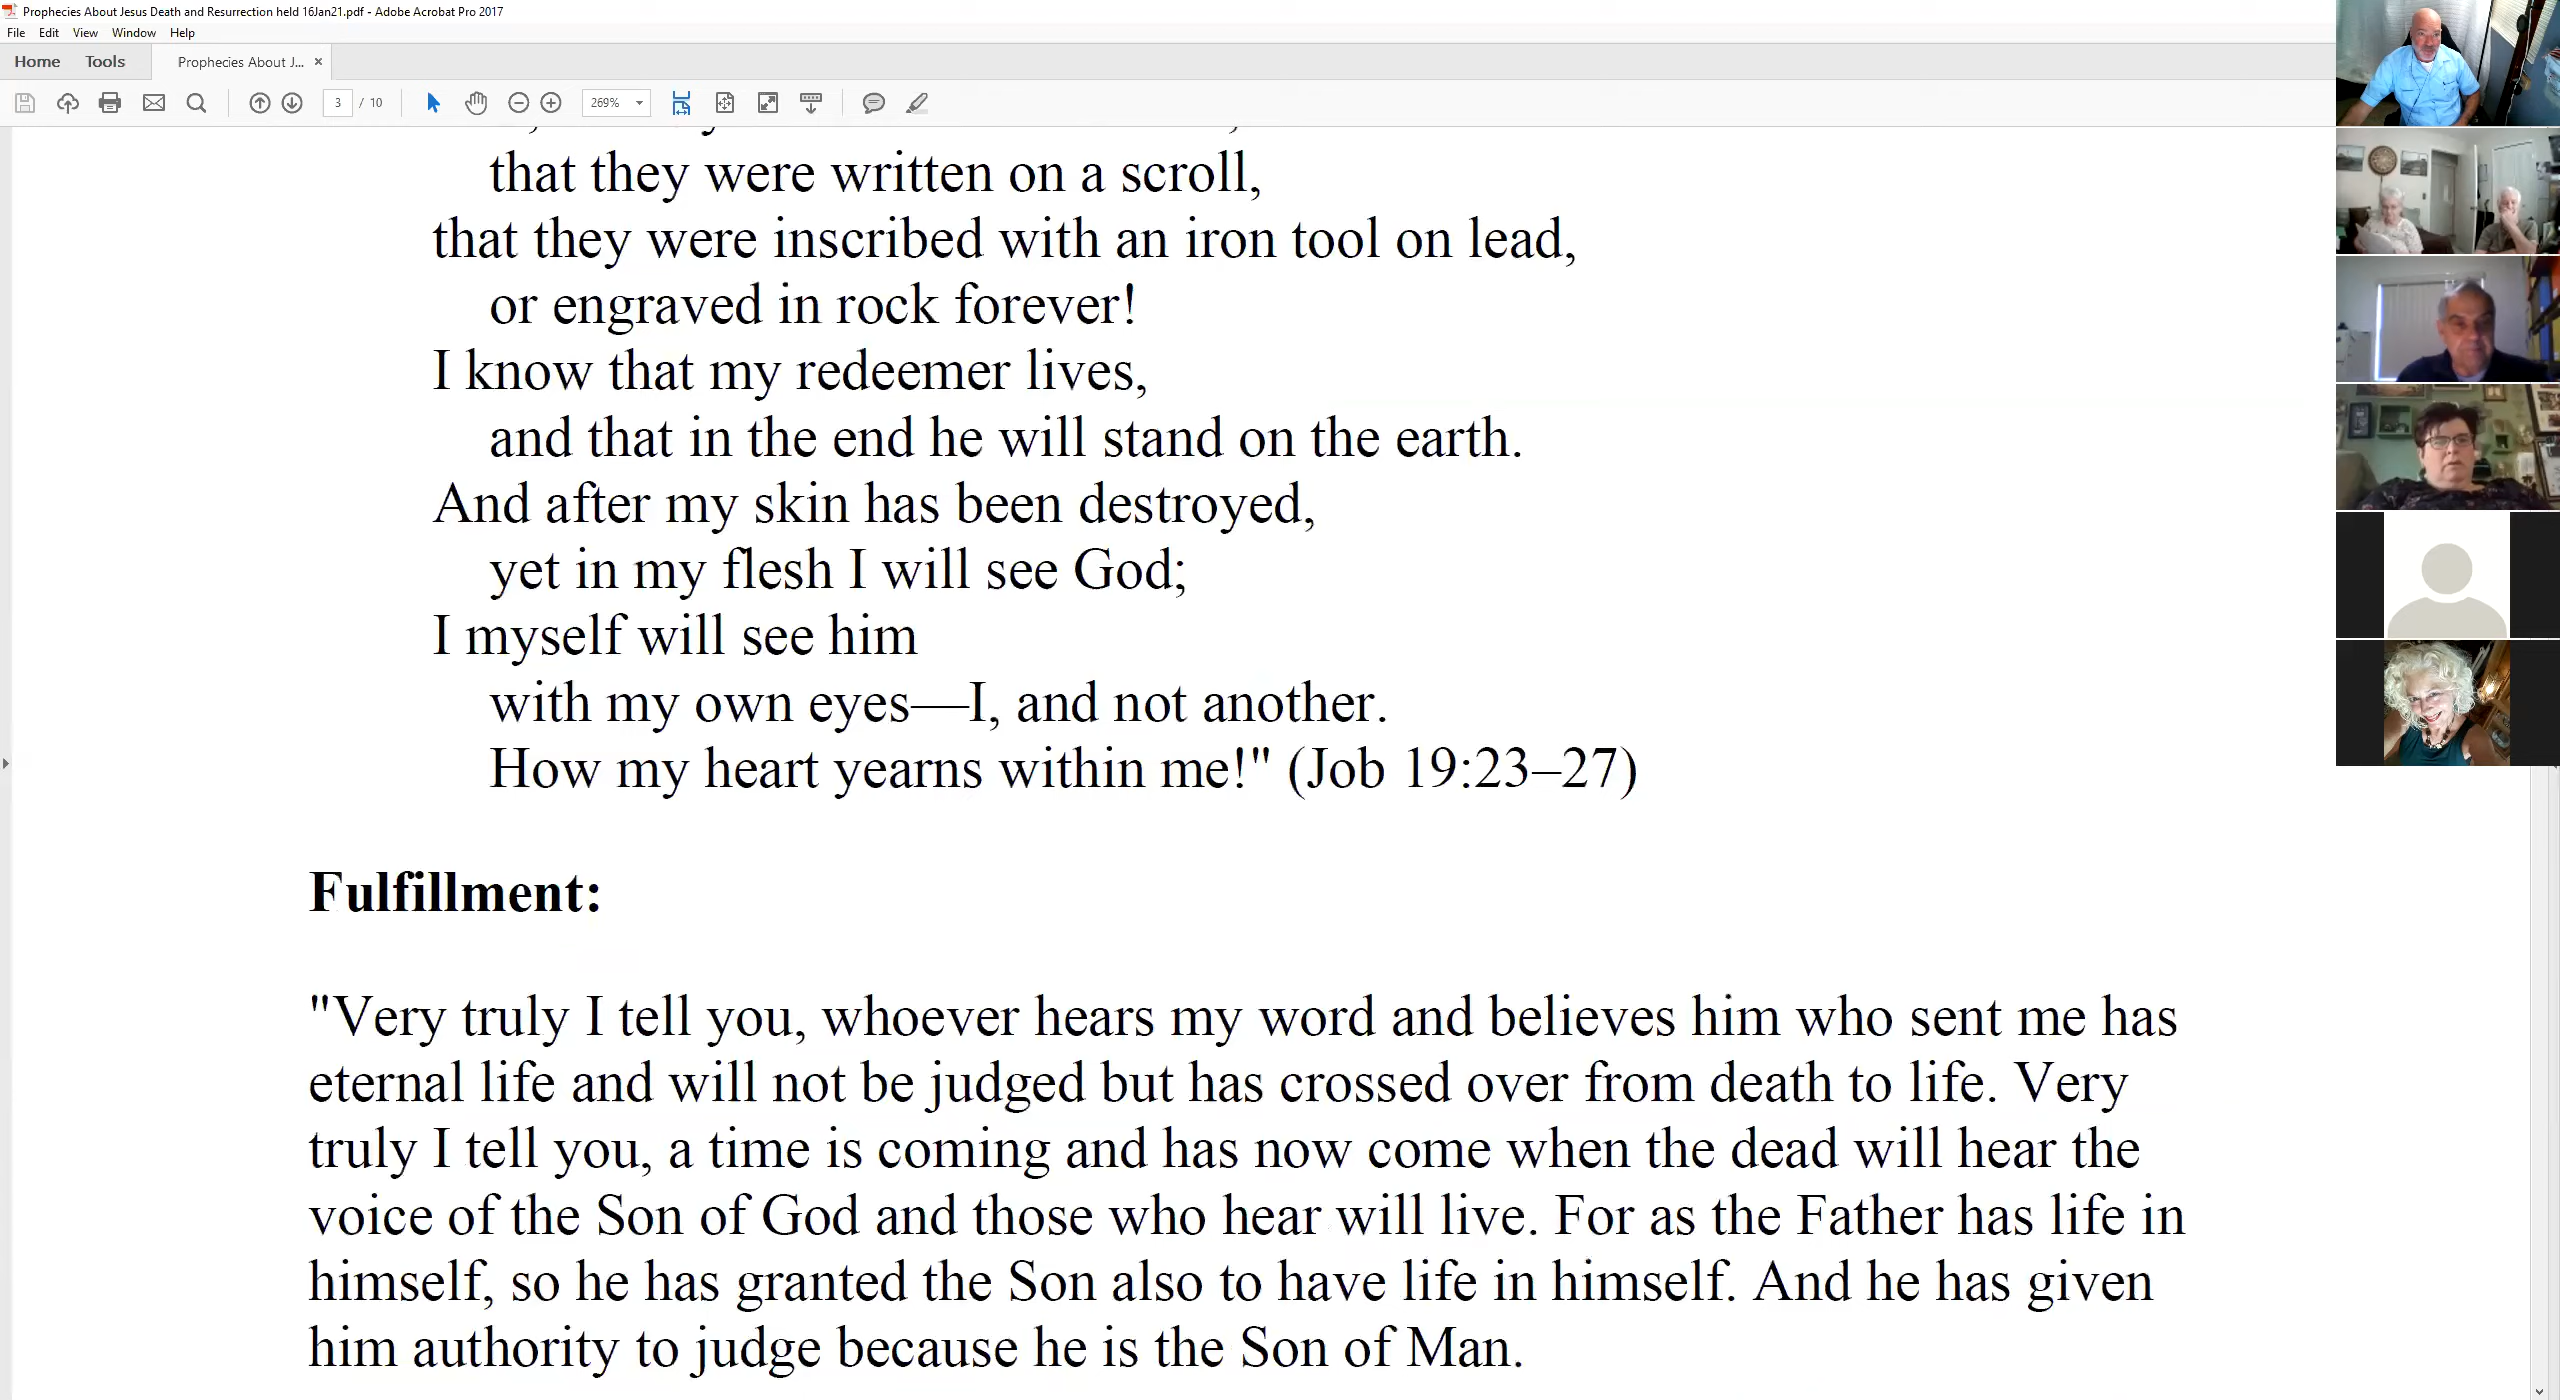 Prophecies About Jesus Death and Resurrection held 16Jan21.pdf - Adobe Acrobat Pro 2017
File Edit View Window Help
Home Tools Prophecies About J... ×
3 / 10 269%
that they were written on a scroll,
that they were inscribed with an iron tool on lead,
or engraved in rock forever!
I know that my redeemer lives,
and that in the end he will stand on the earth.
And after my skin has been destroyed,
yet in my flesh I will see God;
I myself will see him
with my own eyes—I, and not another.
How my heart yearns within me!" (Job 19:23–27)
Fulfillment:
"Very truly I tell you, whoever hears my word and believes him who sent me has
eternal life and will not be judged but has crossed over from death to life. Very
truly I tell you, a time is coming and has now come when the dead will hear the
voice of the Son of God and those who hear will live. For as the Father has life in
himself, so he has granted the Son also to have life in himself. And he has given
him authority to judge because he is the Son of Man.